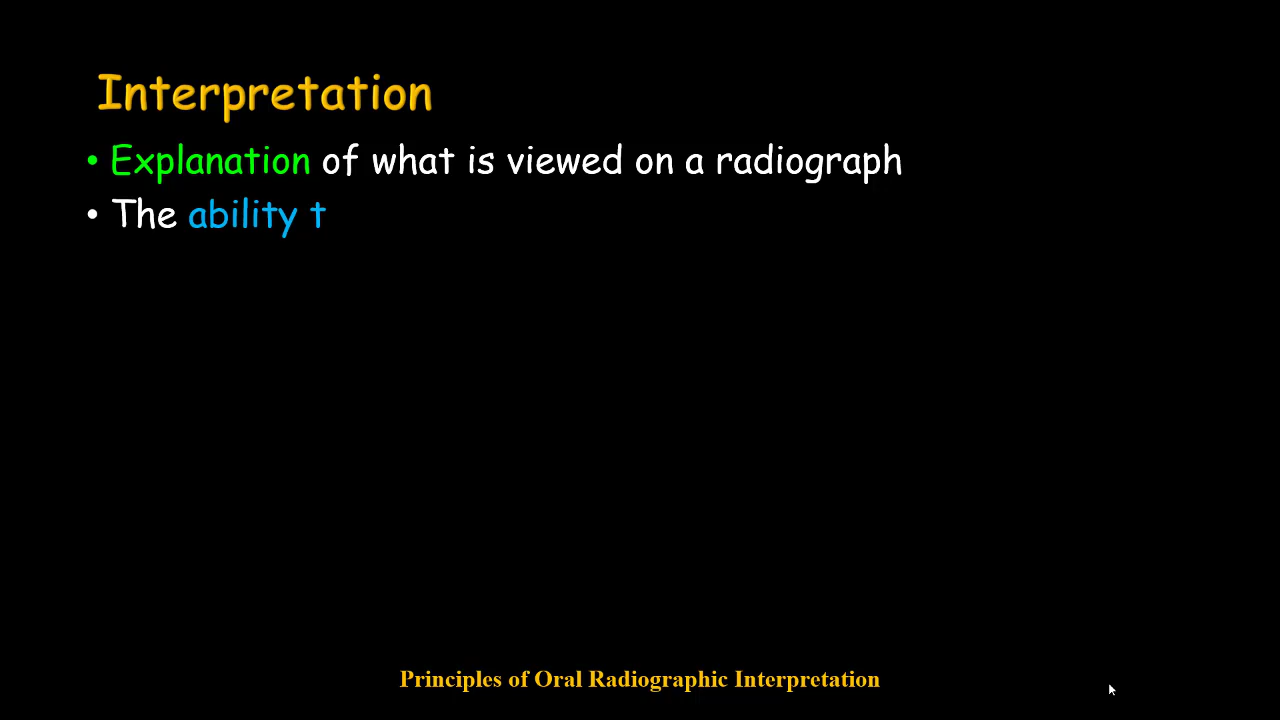 Interpretation
• Explanation of what is viewed on a radiograph
• The ability t
Principles of Oral Radiographic Interpretation